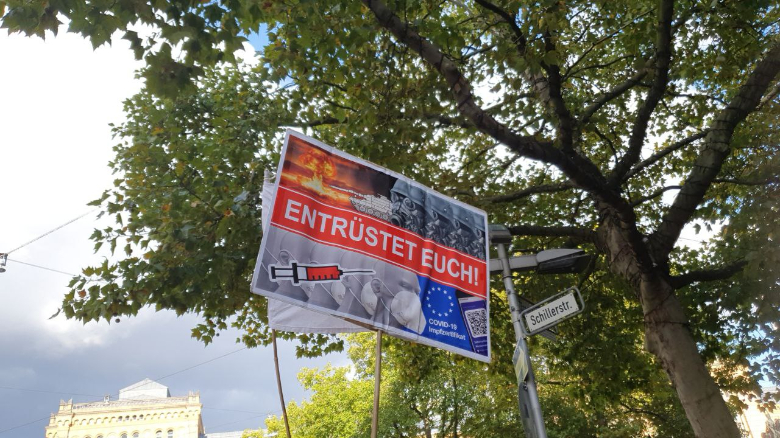 ENTRÜSTET EUCH!
COVID-19
Impfzertifikat
Schillerstr.